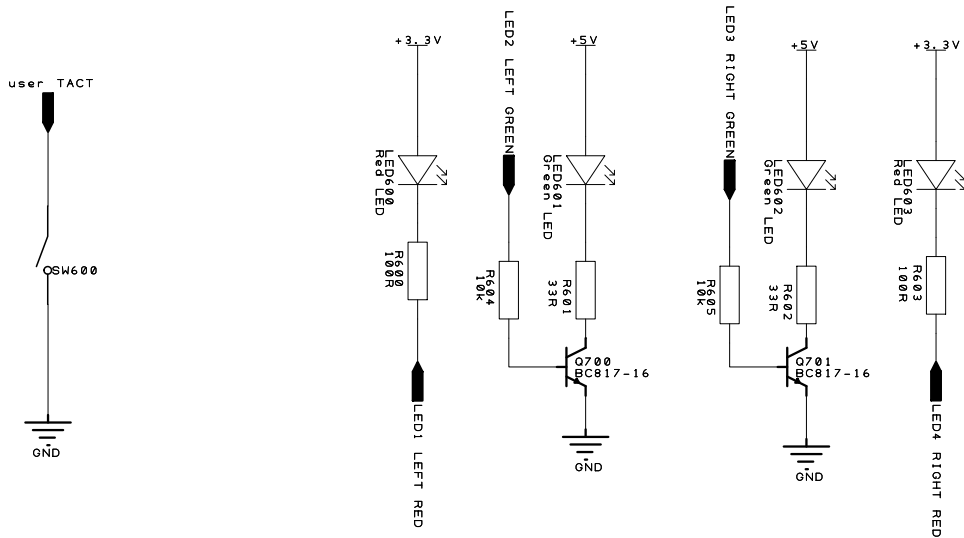 user TACT
SW600
GND
+3.3V
LED600
Red LED
R600
100R
LED1 LEFT RED
LED2 LEFT GREEN
R604
10k
+5V
LED601
Green LED
R601
33R
Q700
BC817-16
GND
LED3 RIGHT GREEN
R605
10k
+5V
LED602
Green LED
R602
33R
Q701
BC817-16
GND
+3.3V
LED603
Red LED
R603
100R
LED4 RIGHT RED